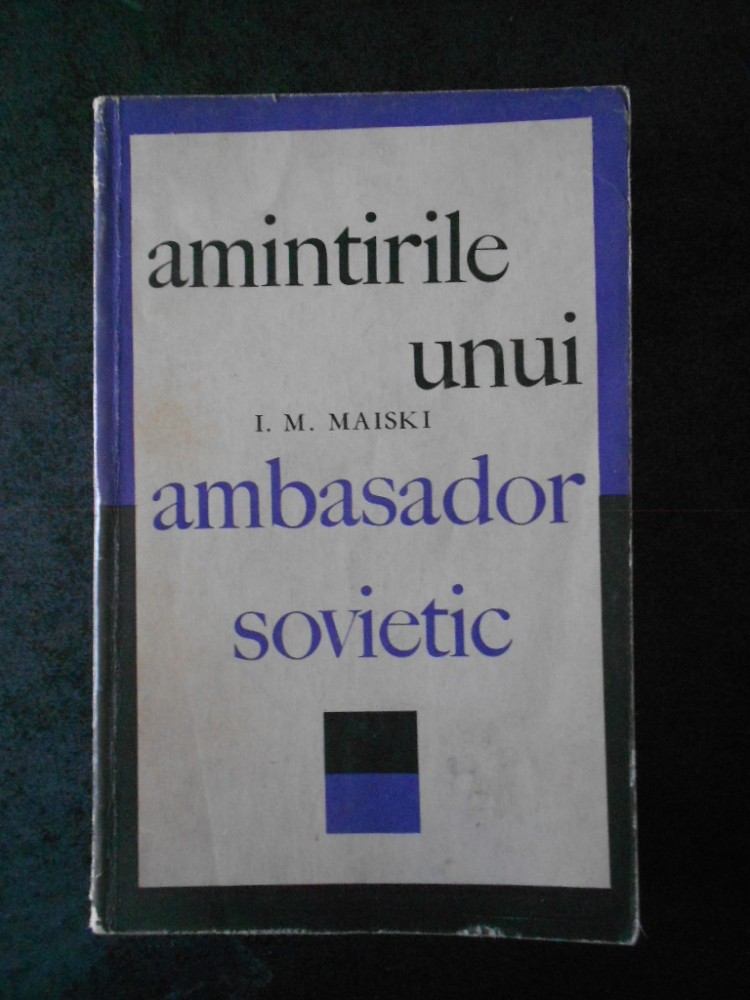 amintirile
unui
I. M. MAISKI
ambasador
sovietic